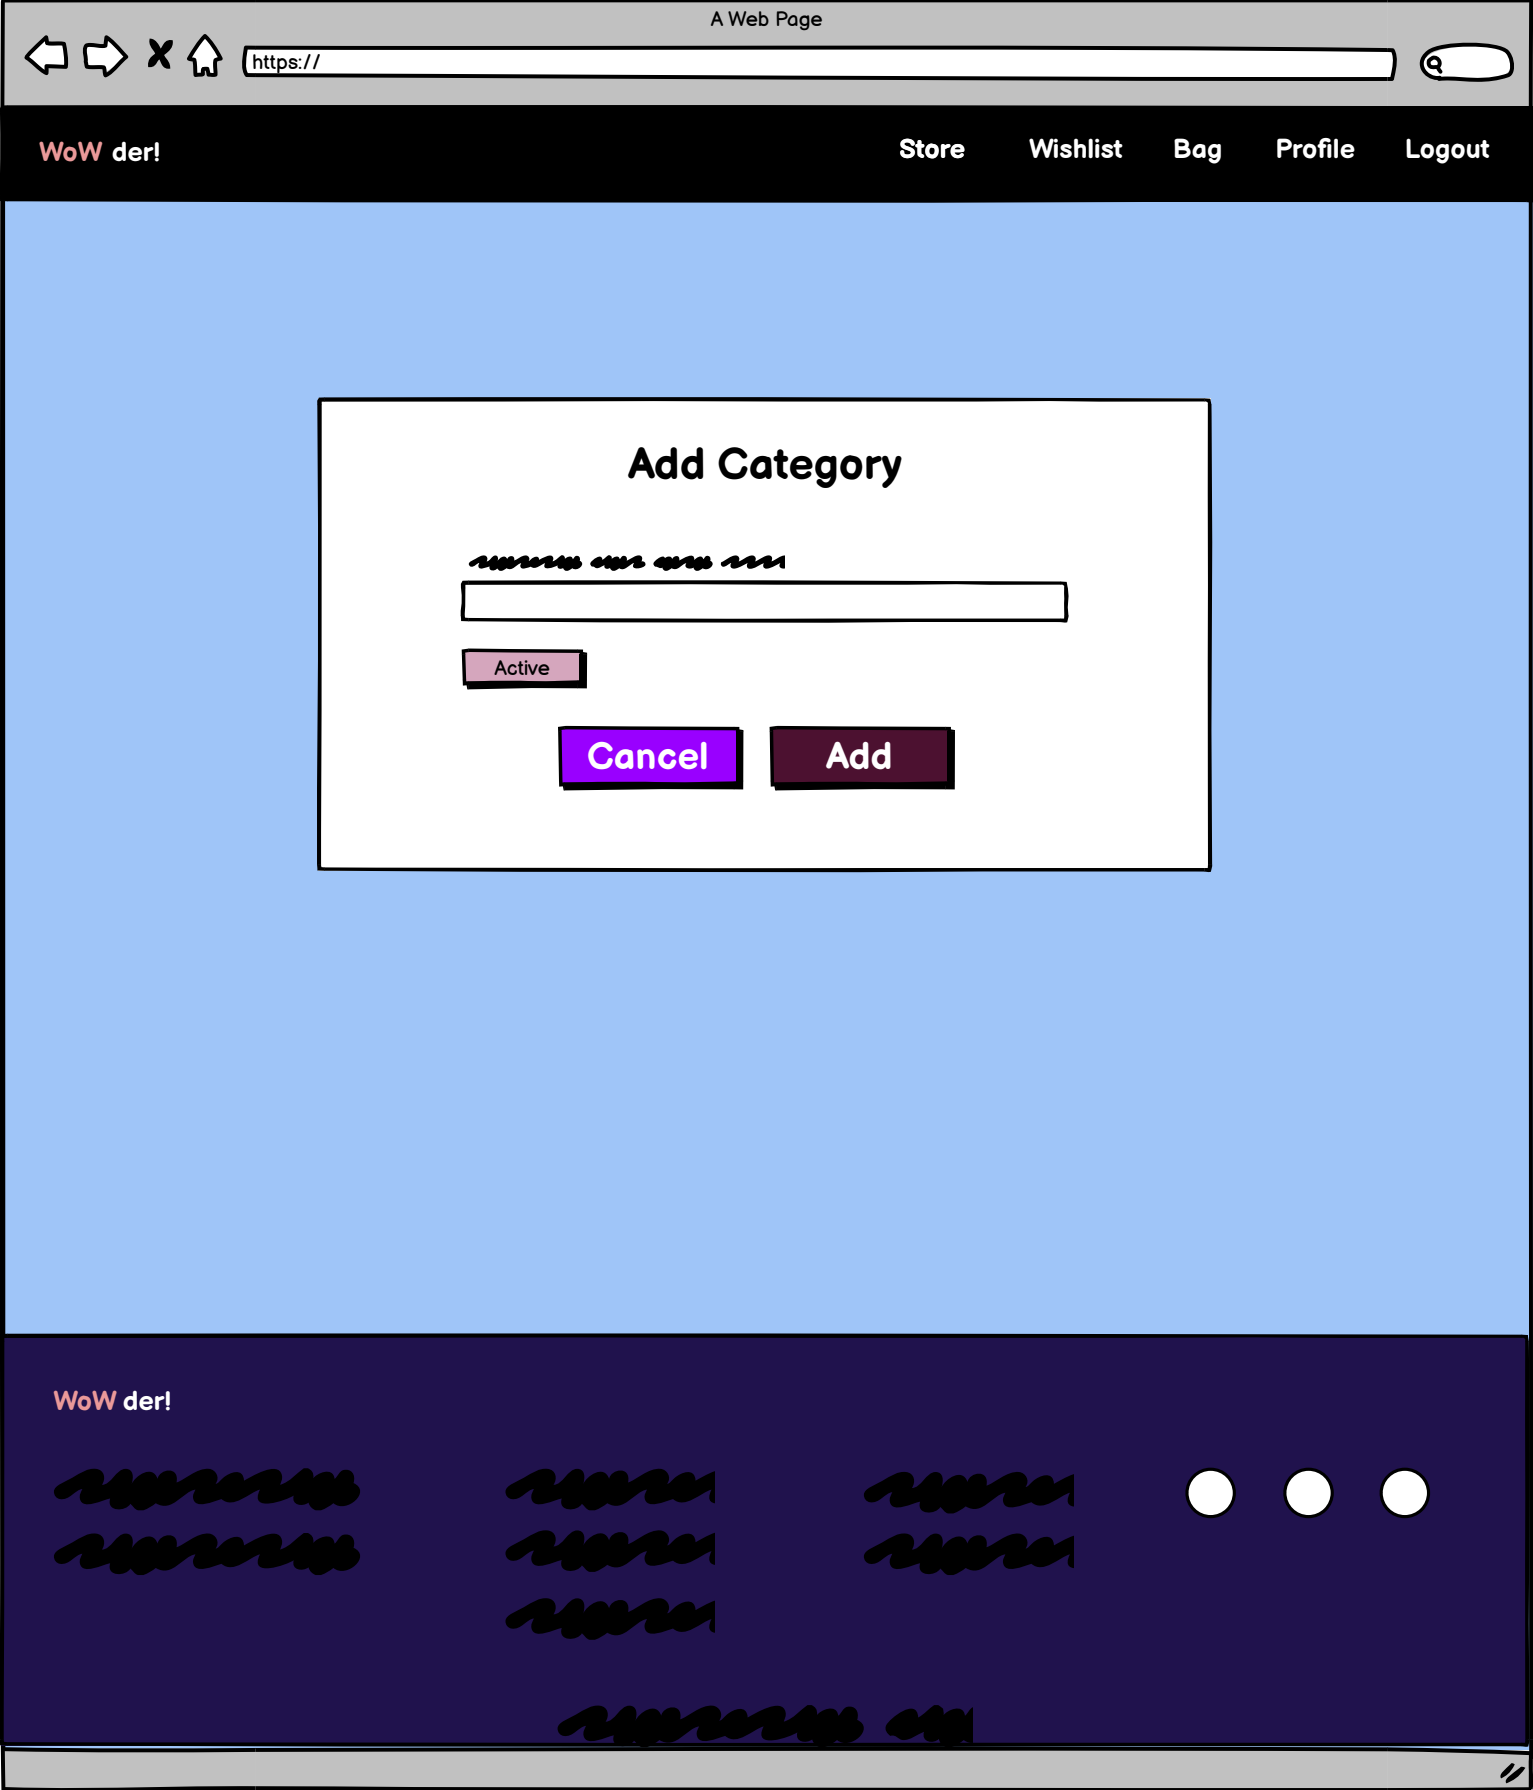 A Web Page
https://
WoW der!
Store Wishlist Bag Profile Logout
Add Category
Active
Cancel Add
WoW der!